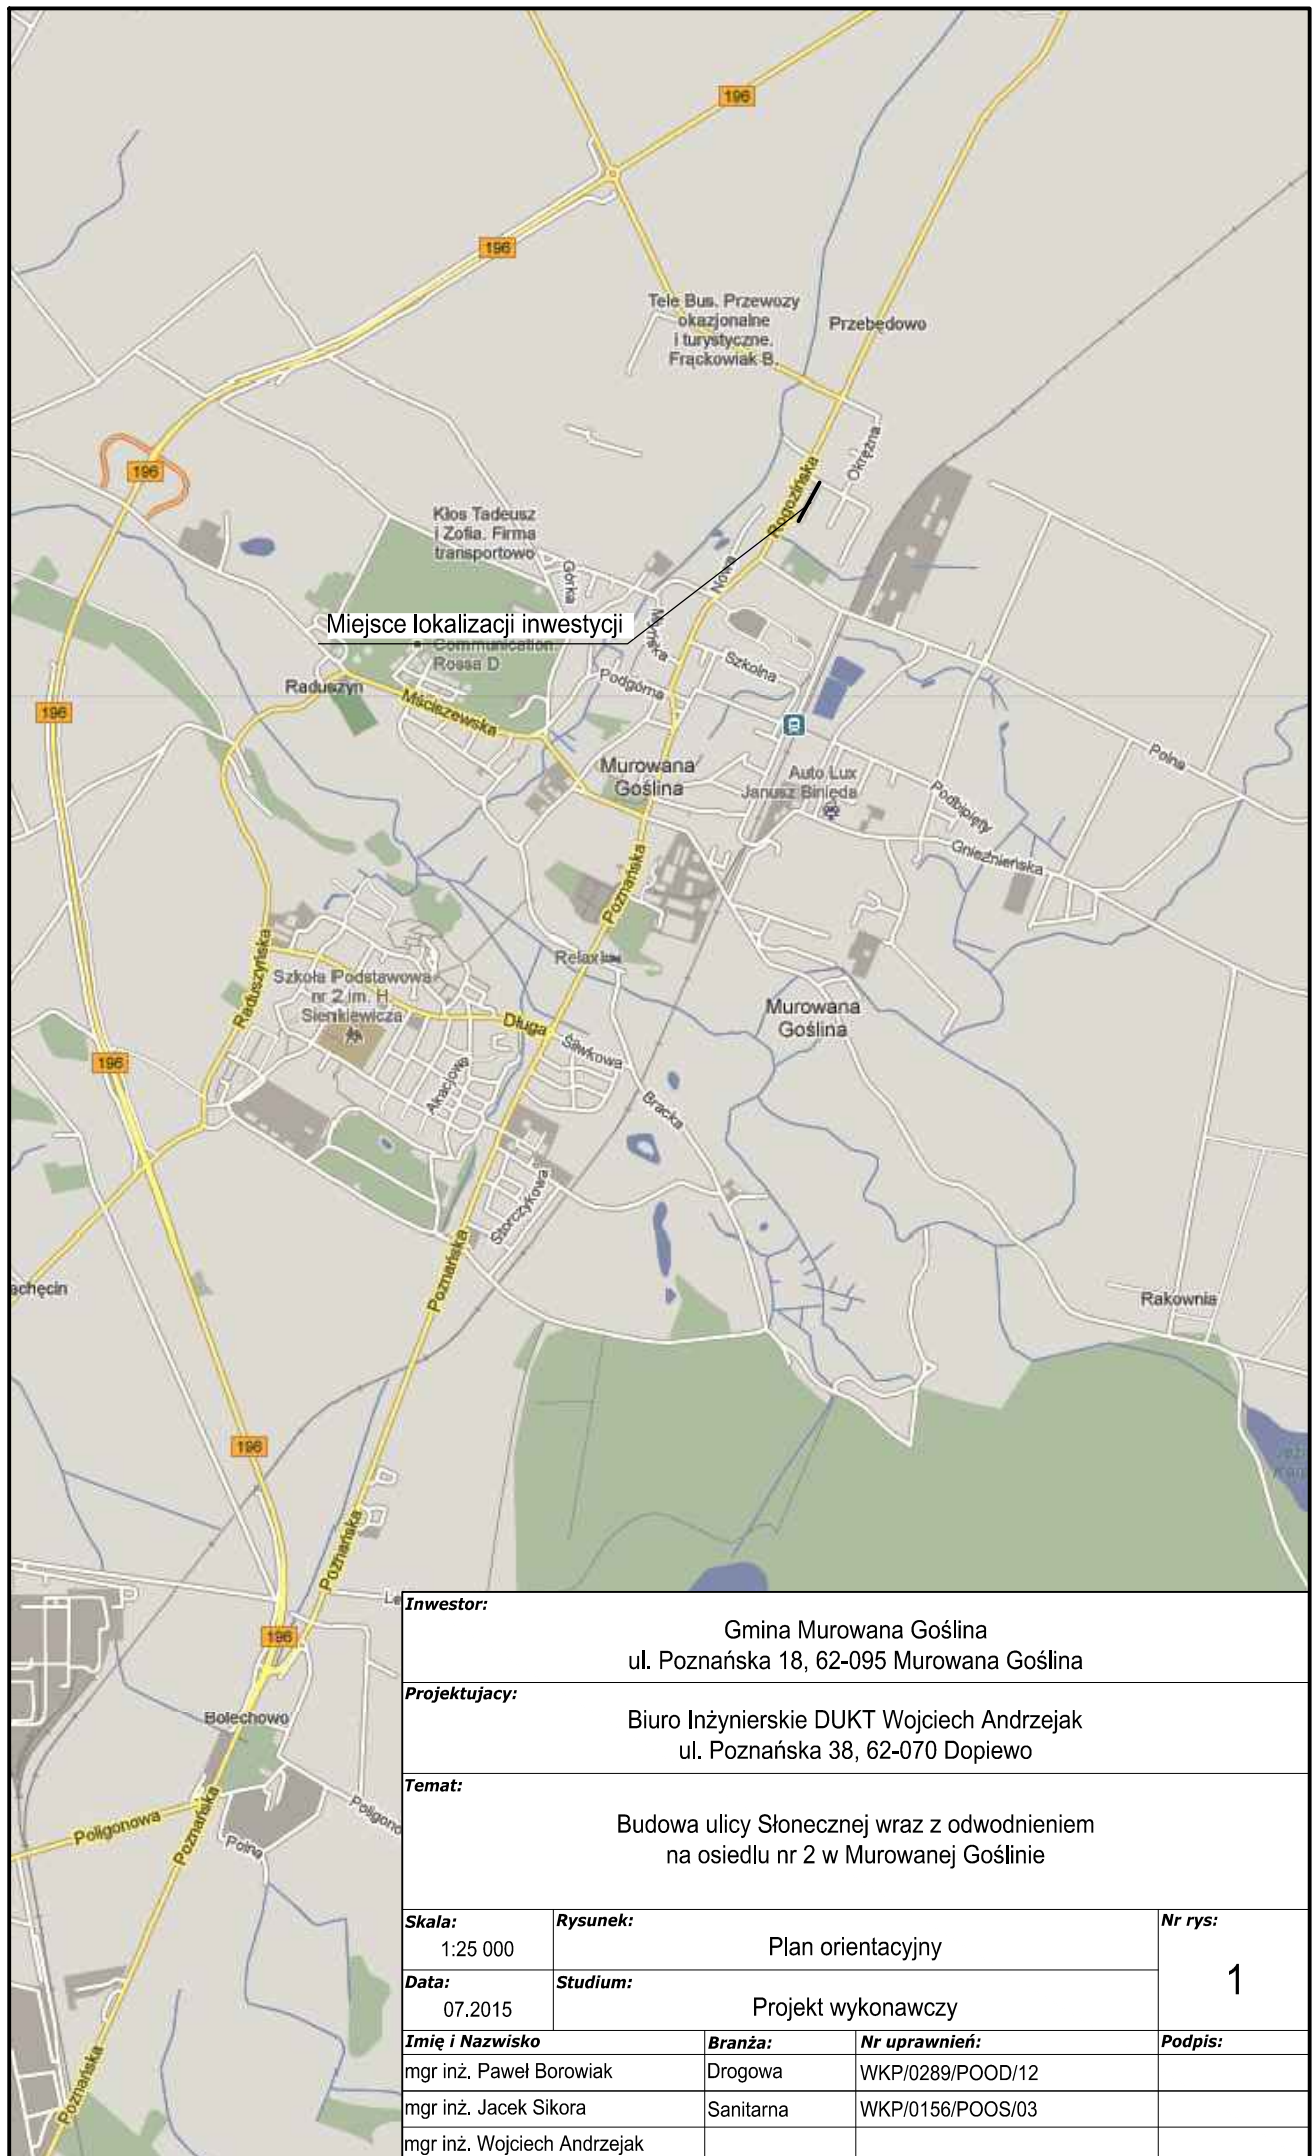 196
196
Tele Bus. Przewozy
okazjonalne
i turystyczne.
Frąckowiak B.
Przebędowo
196
Okrężna
Rogozińska
Kłos Tadeusz
i Zofia. Firma
transportowo
Górka
Nowa
Miejsce lokalizacji inwestycji
Communication.
Rossa D
Szkolna
Podgórna
Raduszyn
Mściszewska
196
Polna
Murowana
Goślina
Auto Lux
Janusz Binięda
Gnieźnieńska
Poznańska
Relax
Raduszyńska
Szkoła Podstawowa
nr 2 im. H.
Sienkiewicza
Murowana
Goślina
Długa
Śliwkowa
196
Akacjowa
Bracka
Storczykowa
Poznańska
schęcin
Rakownia
196
Poznańska
Le
196
Bolechowo
Poligonowa
Poznańska
Polna
Poligono
Poznańska
Inwestor:
Gmina Murowana Goślina
ul. Poznańska 18, 62-095 Murowana Goślina
Projektujacy:
Biuro Inżynierskie DUKT Wojciech Andrzejak
ul. Poznańska 38, 62-070 Dopiewo
Temat:
Budowa ulicy Słonecznej wraz z odwodnieniem
na osiedlu nr 2 w Murowanej Goślinie
Skala:
1:25 000
Rysunek:
Plan orientacyjny
Nr rys:
1
Data:
07.2015
Studium:
Projekt wykonawczy
Imię i Nazwisko Branża: Nr uprawnień: Podpis:
mgr inż. Paweł Borowiak Drogowa WKP/0289/POOD/12
mgr inż. Jacek Sikora Sanitarna WKP/0156/POOS/03
mgr inż. Wojciech Andrzejak